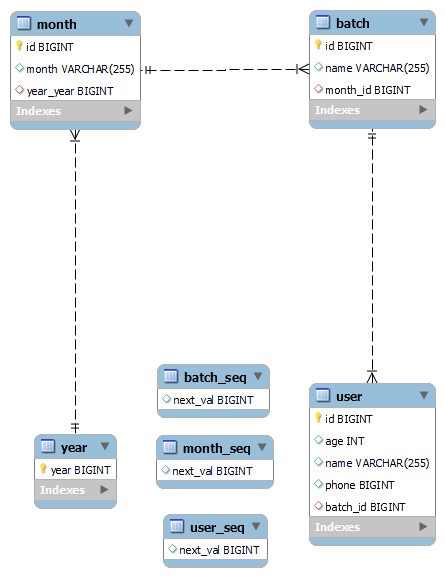 month
id BIGINT
month VARCHAR(255)
year_year BIGINT
Indexes
batch
id BIGINT
name VARCHAR(255)
month_id BIGINT
Indexes
batch_seq
next_val BIGINT
month_seq
next_val BIGINT
user_seq
next_val BIGINT
year
year BIGINT
Indexes
user
id BIGINT
age INT
name VARCHAR(255)
phone BIGINT
batch_id BIGINT
Indexes